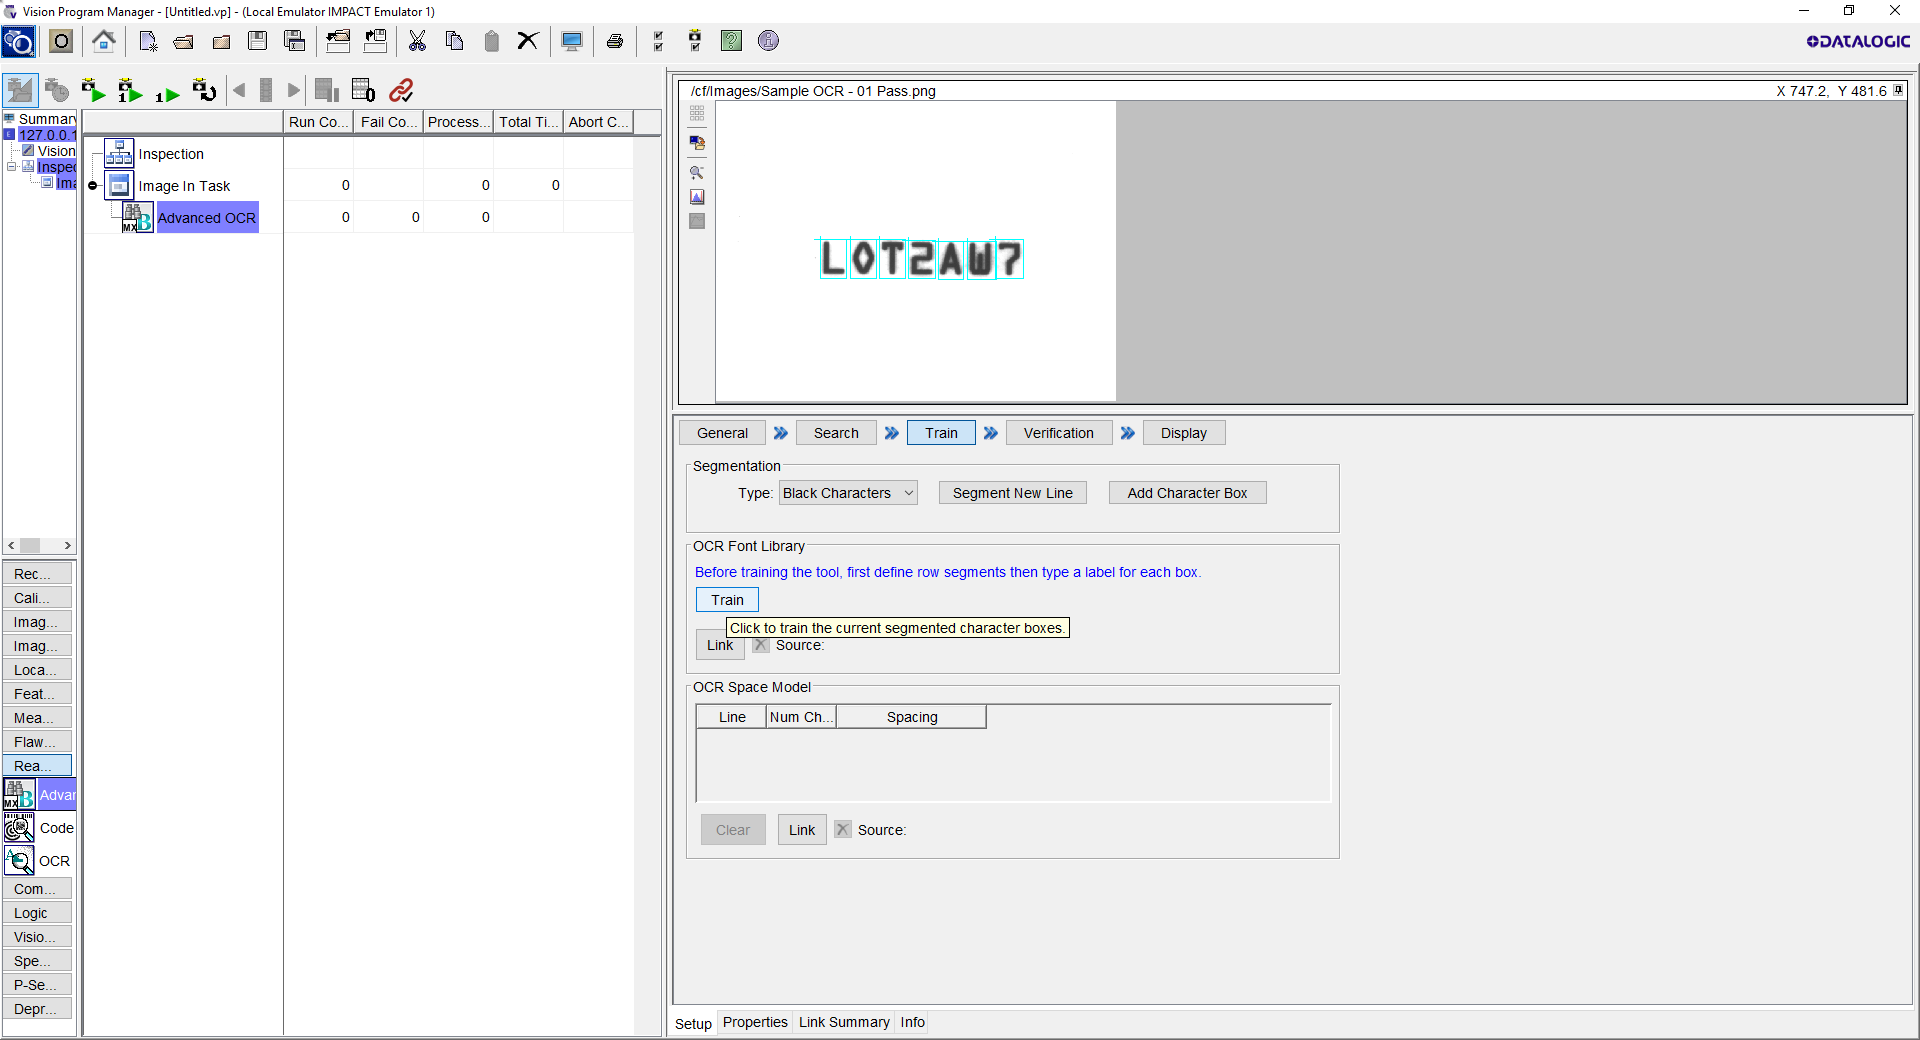 Vision Program Manager - [Untitled.vp] - (Local Emulator IMPACT Emulator 1)
DATALOGIC
Summary
127.0.0.1
Vision
Inspec
Ima
Run Co... Fail Co... Process... Total Ti... Abort C...
Inspection
Image In Task 0 0 0
Advanced OCR 0 0 0
Rec...
Cali...
Imag...
Imag...
Loca...
Feat...
Mea...
Flaw...
Rea...
Advan
Code
OCR
Com...
Logic
Visio...
Spe...
P-Se...
Depr...
/cf/Images/Sample OCR - 01 Pass.png X 747.2, Y 481.6
LOT2AW7
General Search Train Verification Display
Segmentation
Type: Black Characters Segment New Line Add Character Box
OCR Font Library
Before training the tool, first define row segments then type a label for each box.
Train
Click to train the current segmented character boxes.
Link Source:
OCR Space Model
Line Num Ch... Spacing
Clear Link Source:
Setup Properties Link Summary Info